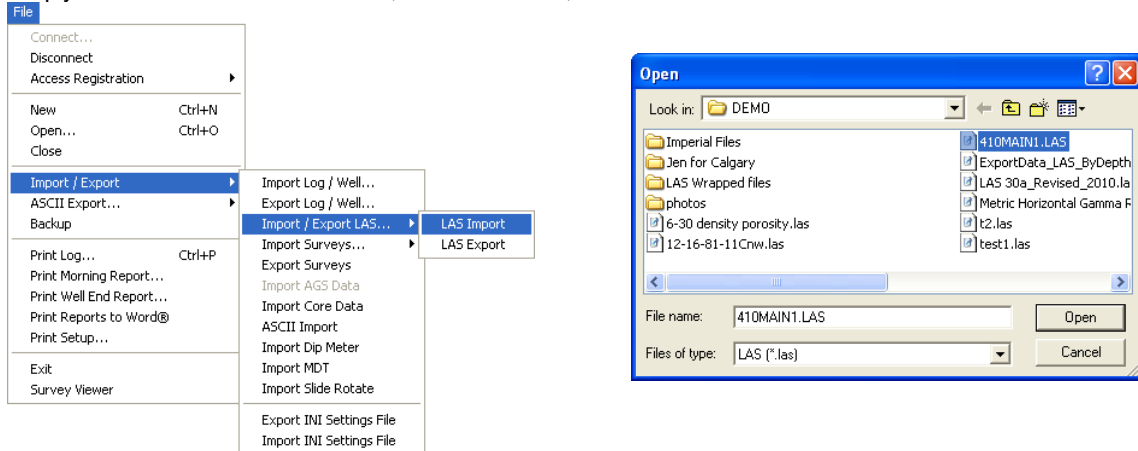 File
Connect...
Disconnect
Access Registration
New Ctrl+N
Open... Ctrl+O
Close
Import / Export
ASCII Export...
Backup
Print Log... Ctrl+P
Print Morning Report...
Print Well End Report...
Print Reports to Word®
Print Setup...
Exit
Survey Viewer
Import Log / Well...
Export Log / Well...
Import / Export LAS...
Import Surveys...
Export Surveys
Import AGS Data
Import Core Data
ASCII Import
Import Dip Meter
Import MDT
Import Slide Rotate
Export INI Settings File
Import INI Settings File
LAS Import
LAS Export
Open
Look in: DEMO
Imperial Files
Jen for Calgary
LAS Wrapped files
photos
6-30 density porosity.las
12-16-81-11Cnw.las
410MAIN1.LAS
ExportData_LAS_ByDepth
LAS 30a_Revised_2010.la
Metric Horizontal Gamma R
t2.las
test1.las
File name: 410MAIN1.LAS Open
Files of type: LAS (*.las) Cancel